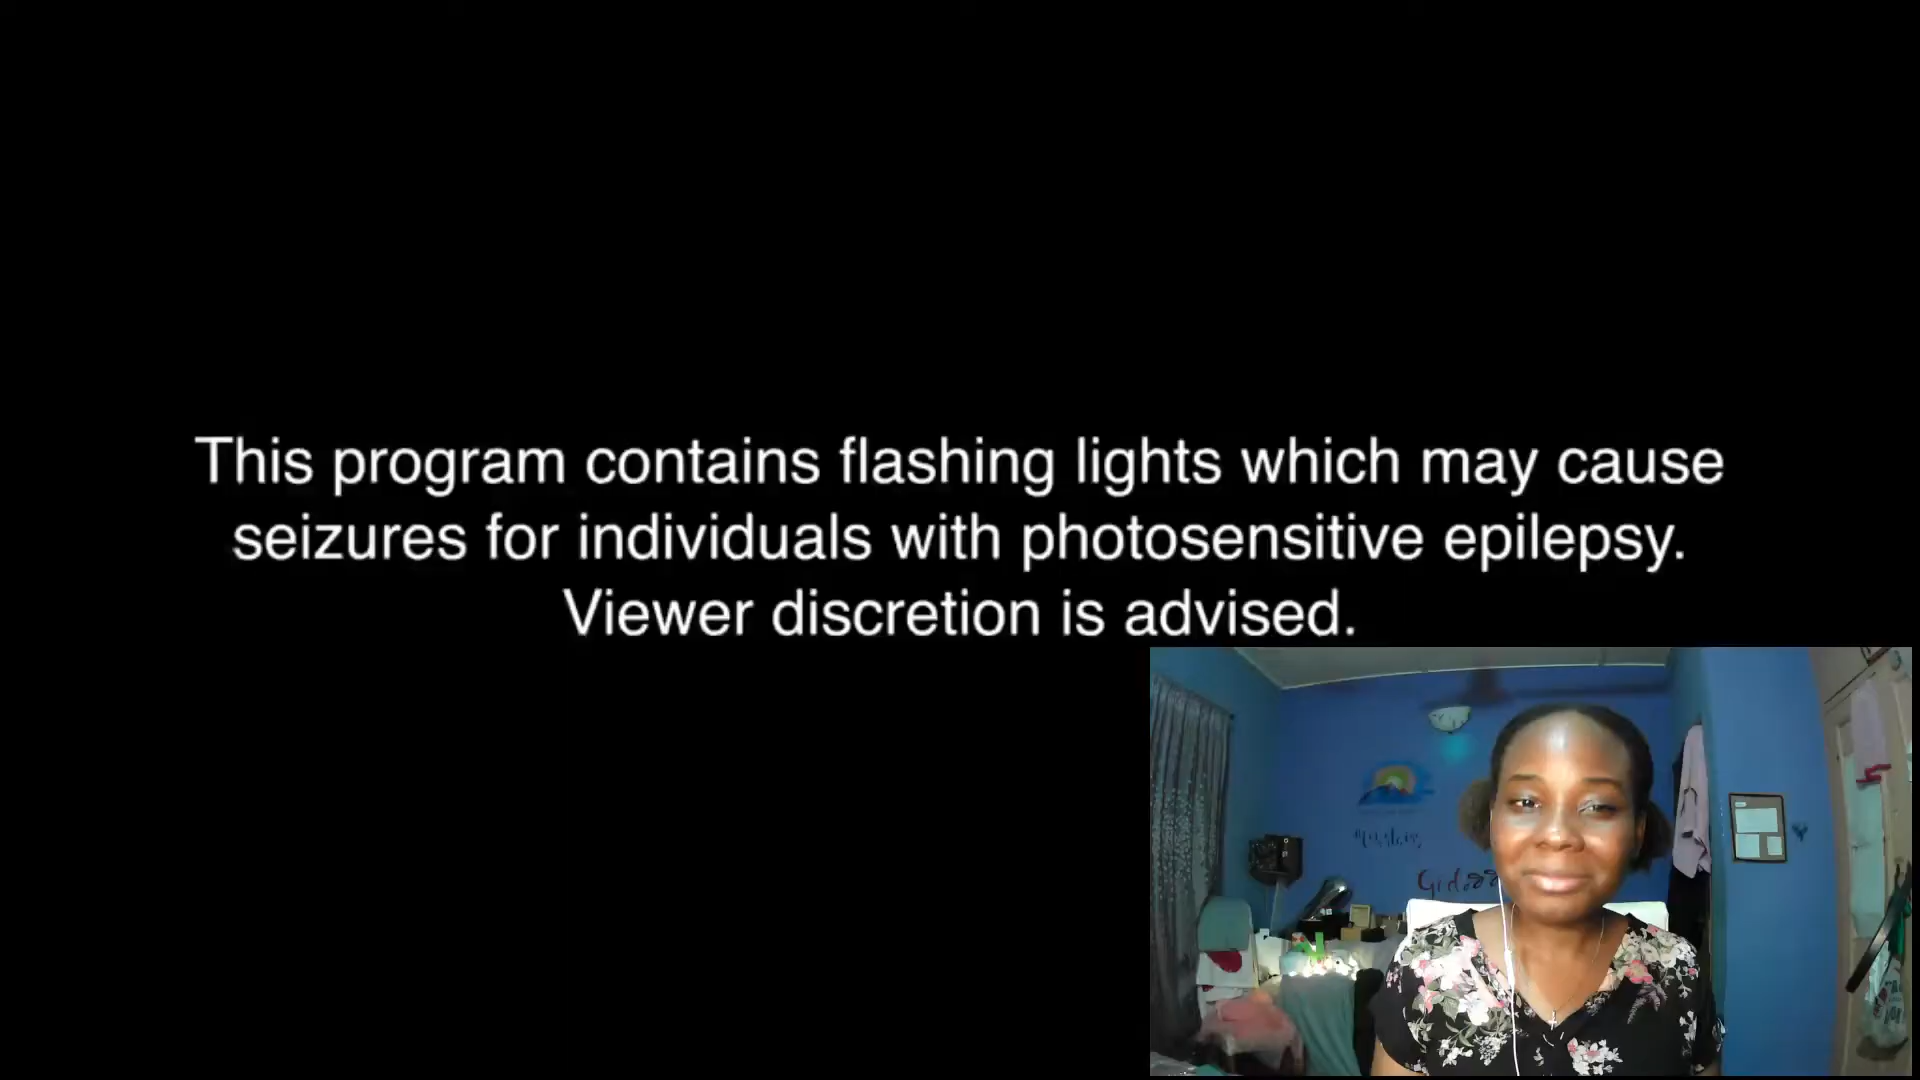 This program contains flashing lights which may cause
seizures for individuals with photosensitive epilepsy.
Viewer discretion is advised.